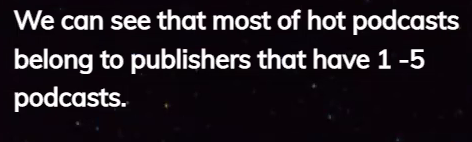 We can see that most of hot podcasts
belong to publishers that have 1 -5
podcasts.